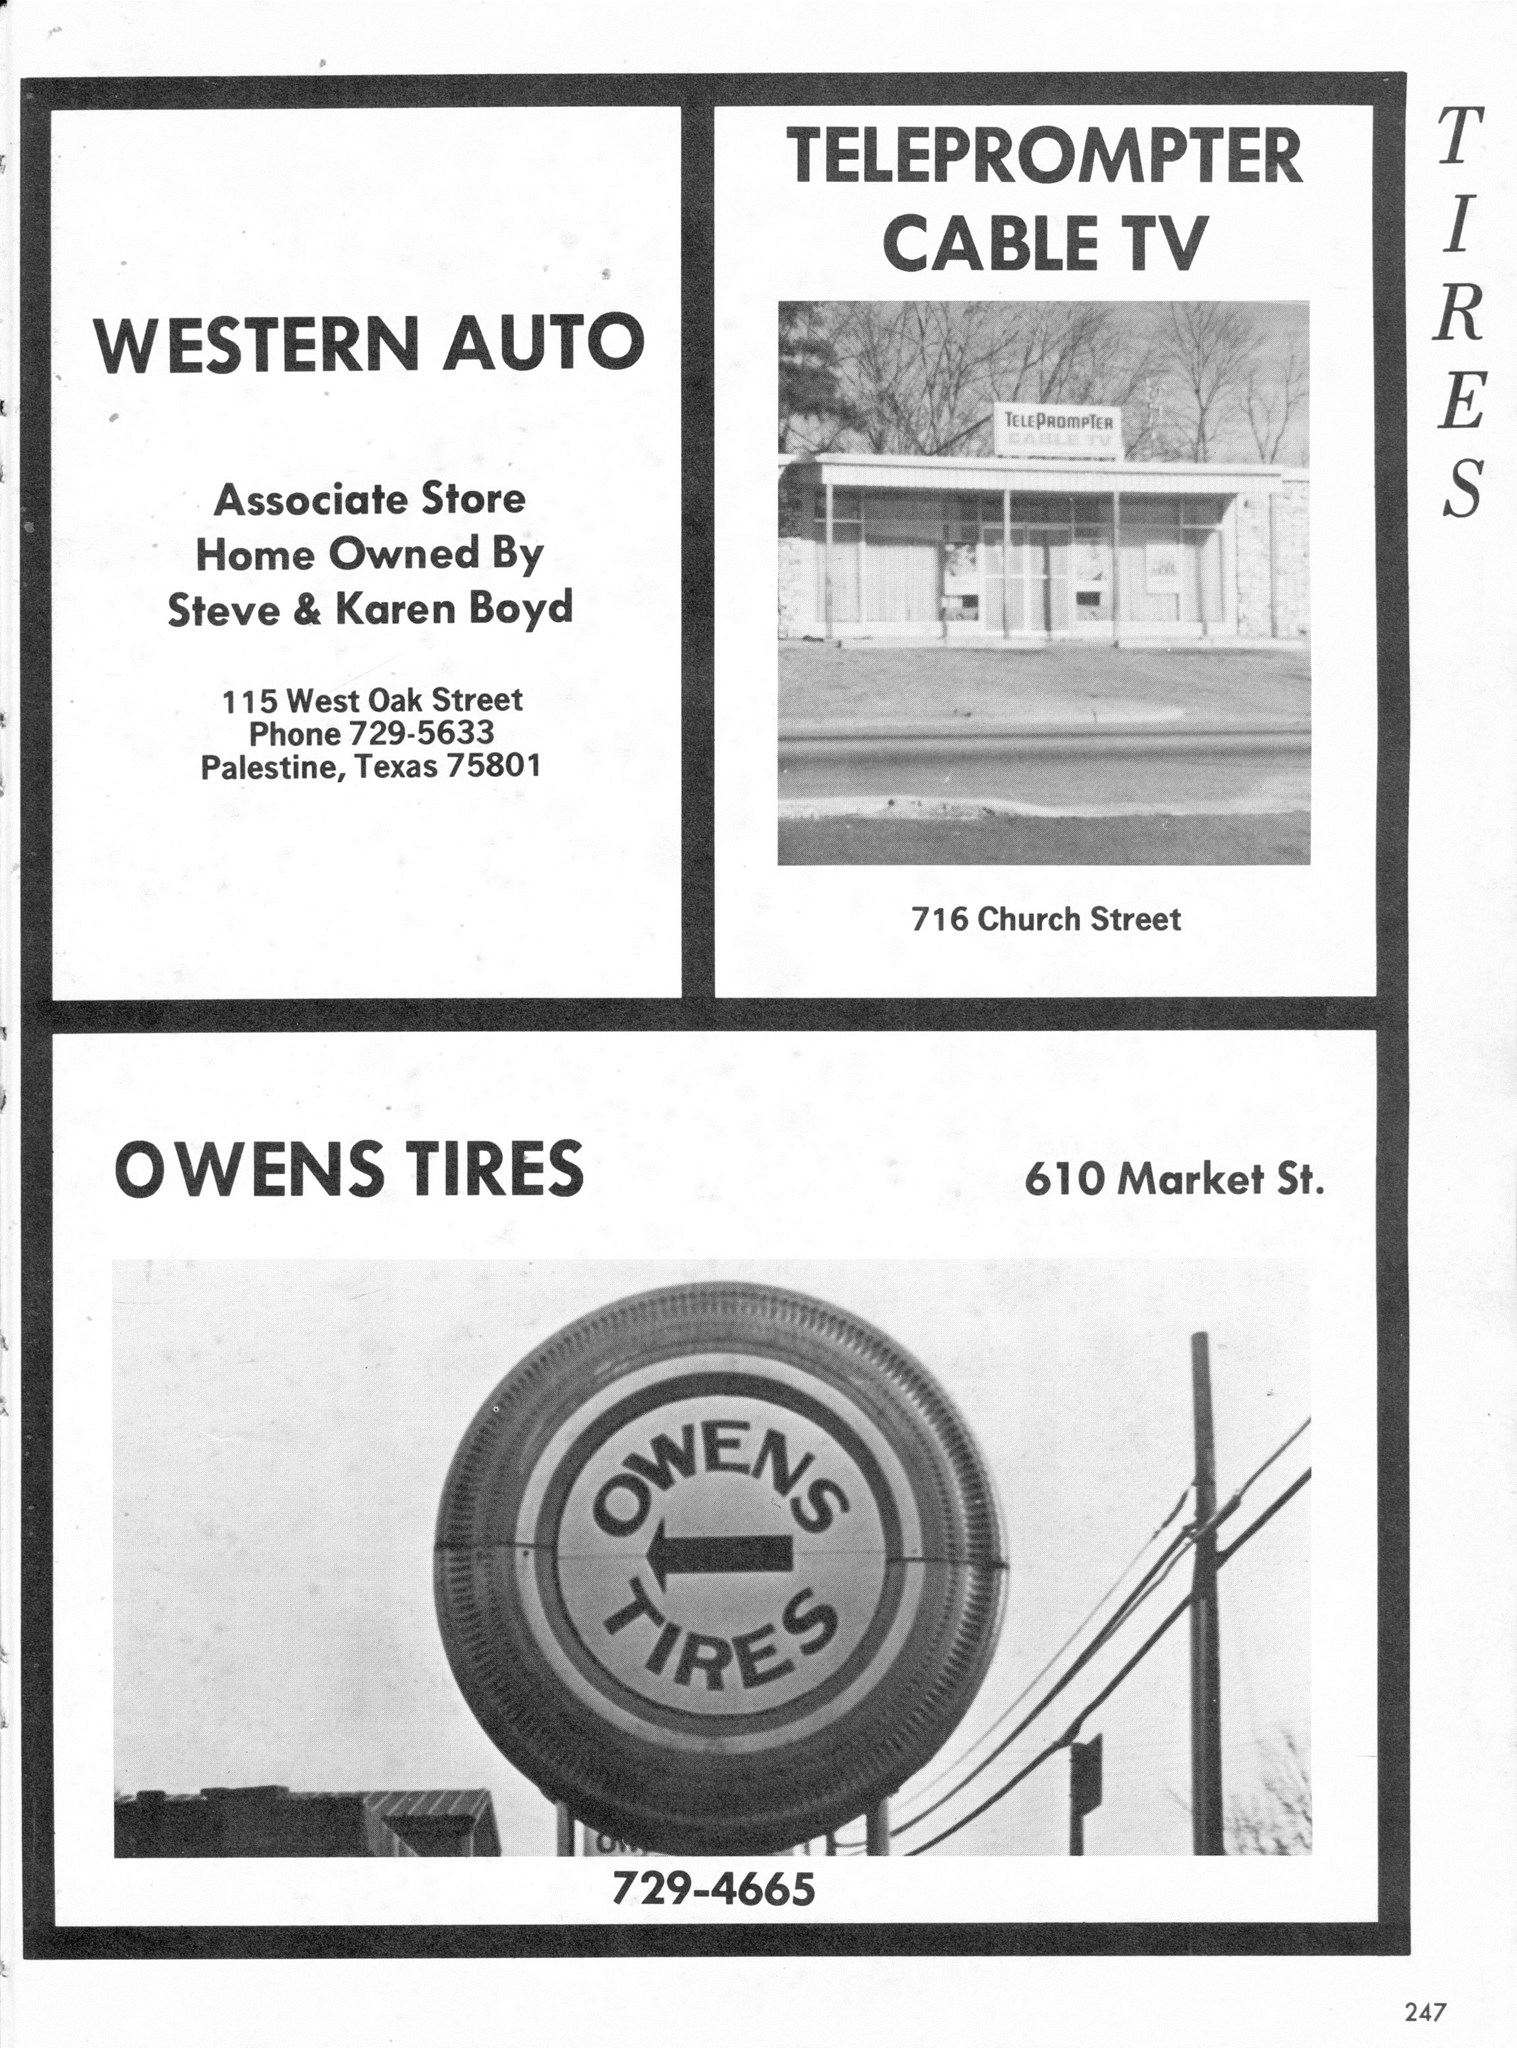 WESTERN AUTO
Associate Store
Home Owned By
Steve & Karen Boyd
115 West Oak Street
Phone 729-5633
Palestine, Texas 75801
TELEPROMPTER
CABLE TV
TELEPROMPTER
CABLE TV
716 Church Street
TIRES
OWENS TIRES
610 Market St.
OWENS
TIRES
729-4665
247